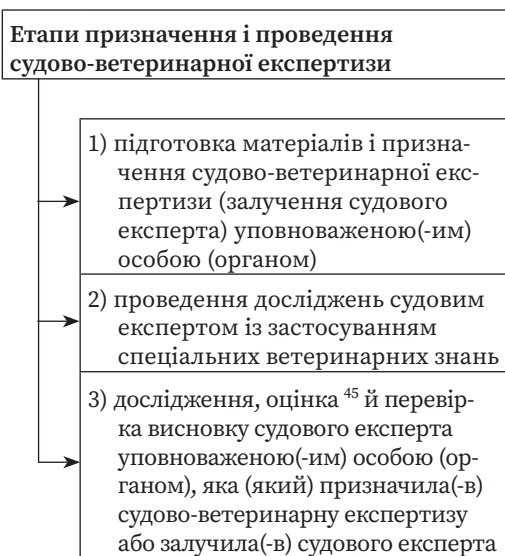 Етапи призначення і проведення
судово-ветеринарної експертизи
1) підготовка матеріалів і призна-
чення судово-ветеринарної екс-
пертизи (залучення судового
експерта) уповноваженою(-им)
особою (органом)
2) проведення досліджень судовим
експертом із застосуванням
спеціальних ветеринарних знань
3) дослідження, оцінка 45 й перевір-
ка висновку судового експерта
уповноваженою(-им) особою (ор-
ганом), яка (який) призначила(-в)
судово-ветеринарну експертизу
або залучила(-в) судового експерта